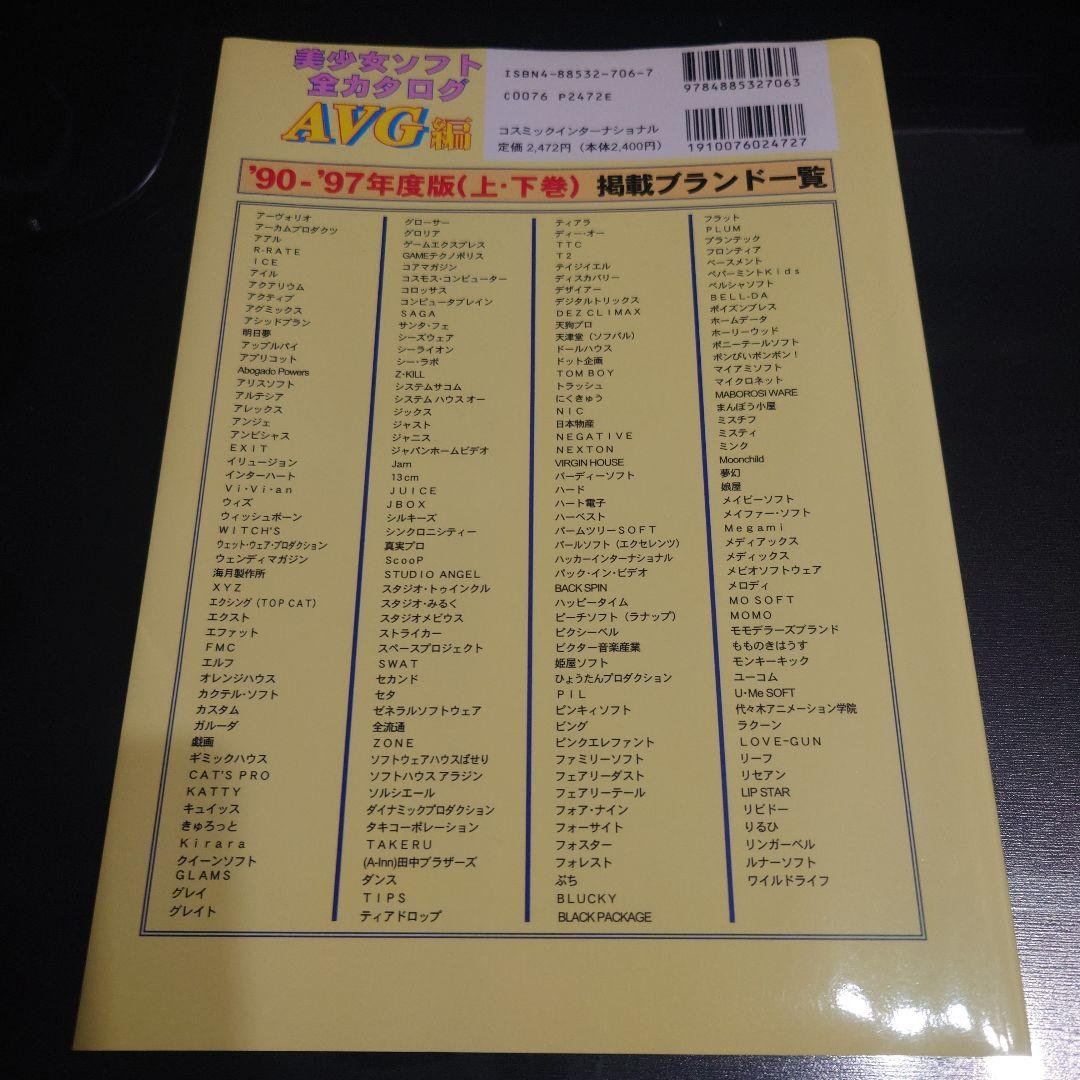 美少女ソフト
全カタログ
AVG編
ISBN4-88532-706-7
C0076 P2472E
コスミックインターナショナル
定価 2,472円 (本体2,400円)
9784885327063
1910076024727
'90-'97年度版(上・下巻) 掲載ブランド一覧
アーヴォリオ
アーカムプロダクツ
アアル
R-RATE
ICE
アイル
アクアリウム
アクティブ
アグミックス
アシッドプラン
明日夢
アップルパイ
アプリコット
Abogado Powers
アリスソフト
アルテシア
アレックス
アンジェ
アンビシャス
EXIT
イリュージョン
インターハート
Vi・Vi・an
ウィズ
ウィッシュボーン
WITCH'S
ウェット・ウェア・プロダクション
ウェンディマガジン
海月製作所
XYZ
エクシング (TOP CAT)
エクスト
エファット
FMC
エルフ
オレンジハウス
カクテル・ソフト
カスタム
ガルーダ
戯画
ギミックハウス
CAT'S PRO
KATTY
キュイッス
きゅろっと
Kirara
クイーンソフト
GLAMS
グレイ
グレイト
グローサー
グロリア
ゲームエクスプレス
GAMEテクノポリス
コアマガジン
コスモス・コンピューター
コロッサス
コンピュータブレイン
SAGA
サンタ・フェ
シーズウェア
シーライオン
シー・ラボ
Z・KILL
システムサコム
システム ハウス オー
ジックス
ジャスト
ジャニス
ジャパンホームビデオ
Jam
13cm
JUICE
JBOX
シルキーズ
シンクロニシティー
真実プロ
ScooP
STUDIO ANGEL
スタジオ・トゥインクル
スタジオ・みるく
スタジオメビウス
ストライカー
スペースプロジェクト
SWAT
セカンド
セタ
ゼネラルソフトウェア
全流通
ZONE
ソフトウェアハウスぱせり
ソフトハウス アラジン
ソルシエール
ダイナミックプロダクション
タキコーポレーション
TAKERU
(A-Inn)田中ブラザーズ
ダンス
TIPS
ティアドロップ
ティアラ
ディー・オー
TTC
T2
テイジイエル
ディスカバリー
デザイアー
デジタルトリックス
DEZ CLIMAX
天狗プロ
天津堂 (ソフパル)
ドールハウス
ドット企画
TOM BOY
トラッシュ
にくきゅう
NIC
日本物産
NEGATIVE
NEXTON
VIRGIN HOUSE
バーディーソフト
ハード
ハート電子
ハーベスト
パームツリーSOFT
パールソフト (エクセレンツ)
ハッカーインターナショナル
パック・イン・ビデオ
BACK SPIN
ハッピータイム
ピーチソフト (ラナップ)
ピクシーベル
ビクター音楽産業
姫屋ソフト
ひょうたんプロダクション
PIL
ピンキィソフト
ビング
ピンクエレファント
ファミリーソフト
フェアリーダスト
フェアリーテール
フォア・ナイン
フォーサイト
フォスター
フォレスト
ぷち
BLUCKY
BLACK PACKAGE
フラット
PLUM
プランテック
フロンティア
ベースメント
ペパーミントKids
ペルシャソフト
BELL-DA
ポイズンブレス
ホームデータ
ホーリーウッド
ポニーテールソフト
ボンびいボンボン!
マイアミソフト
マイクロネット
MABOROSI WARE
まんぼう小屋
ミスチフ
ミスティ
ミンク
Moonchild
夢幻
娘屋
メイビーソフト
メイファー・ソフト
Megami
メディアックス
メディックス
メビオソフトウェア
メロディ
MO SOFT
MOMO
モモデラーズブランド
もものきはうす
モンキーキック
ユーコム
U・Me SOFT
代々木アニメーション学院
ラクーン
LOVE-GUN
リーフ
リセアン
LIP STAR
リビドー
りるひ
リンガーベル
ルナーソフト
ワイルドライフ